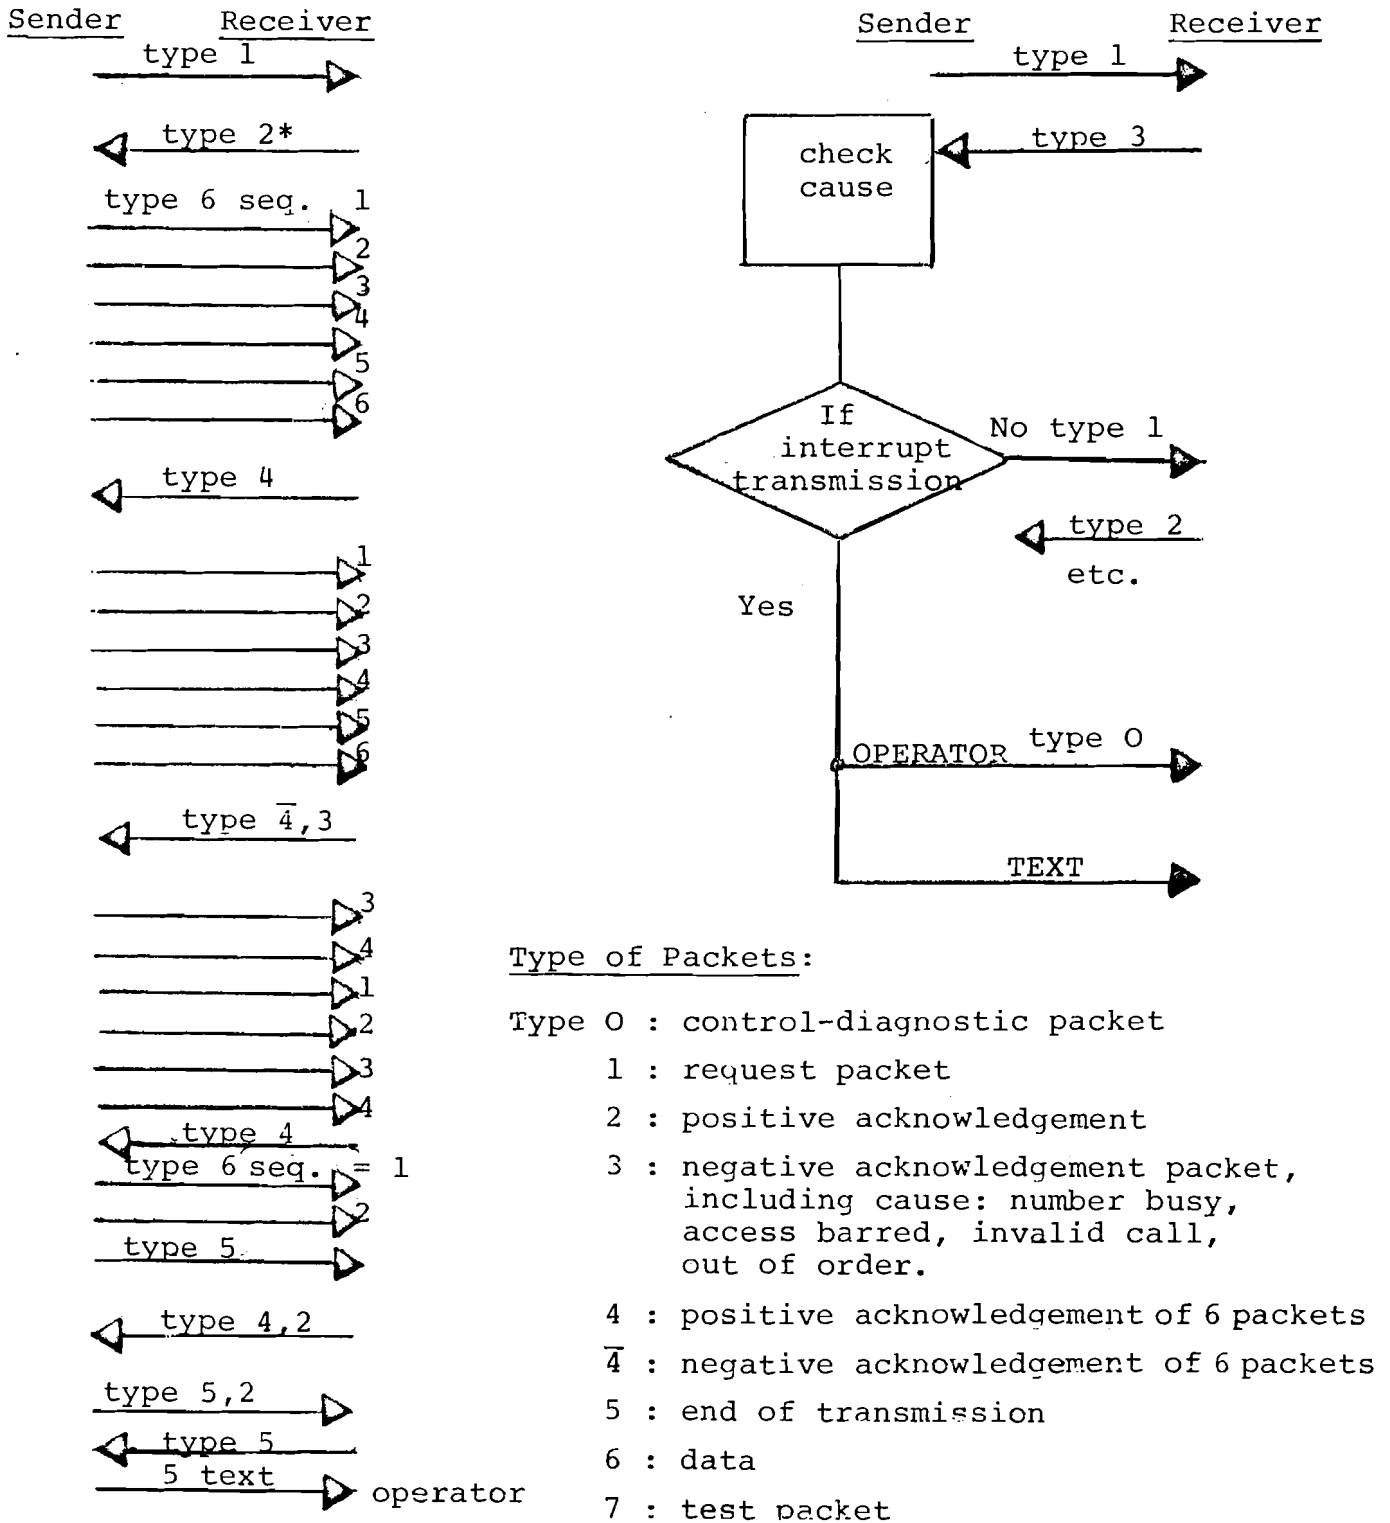 Sender Receiver
type 1
type 2*
type 6 seq. 1
2
3
4
5
6
type 4
1
2
3
4
5
6
type 4̅,3
3
4
1
2
3
4
type 4
type 6 seq. = 1
2
type 5
type 4,2
type 5,2
type 5
5 text
operator
Sender Receiver
type 1
type 3
check
cause
If
interrupt
transmission
No type 1
type 2
etc.
Yes
OPERATOR type 0
TEXT
Type of Packets:
Type 0 : control-diagnostic packet
1 : request packet
2 : positive acknowledgement
3 : negative acknowledgement packet,
including cause: number busy,
access barred, invalid call,
out of order.
4 : positive acknowledgement of 6 packets
4̅ : negative acknowledgement of 6 packets
5 : end of transmission
6 : data
7 : test packet